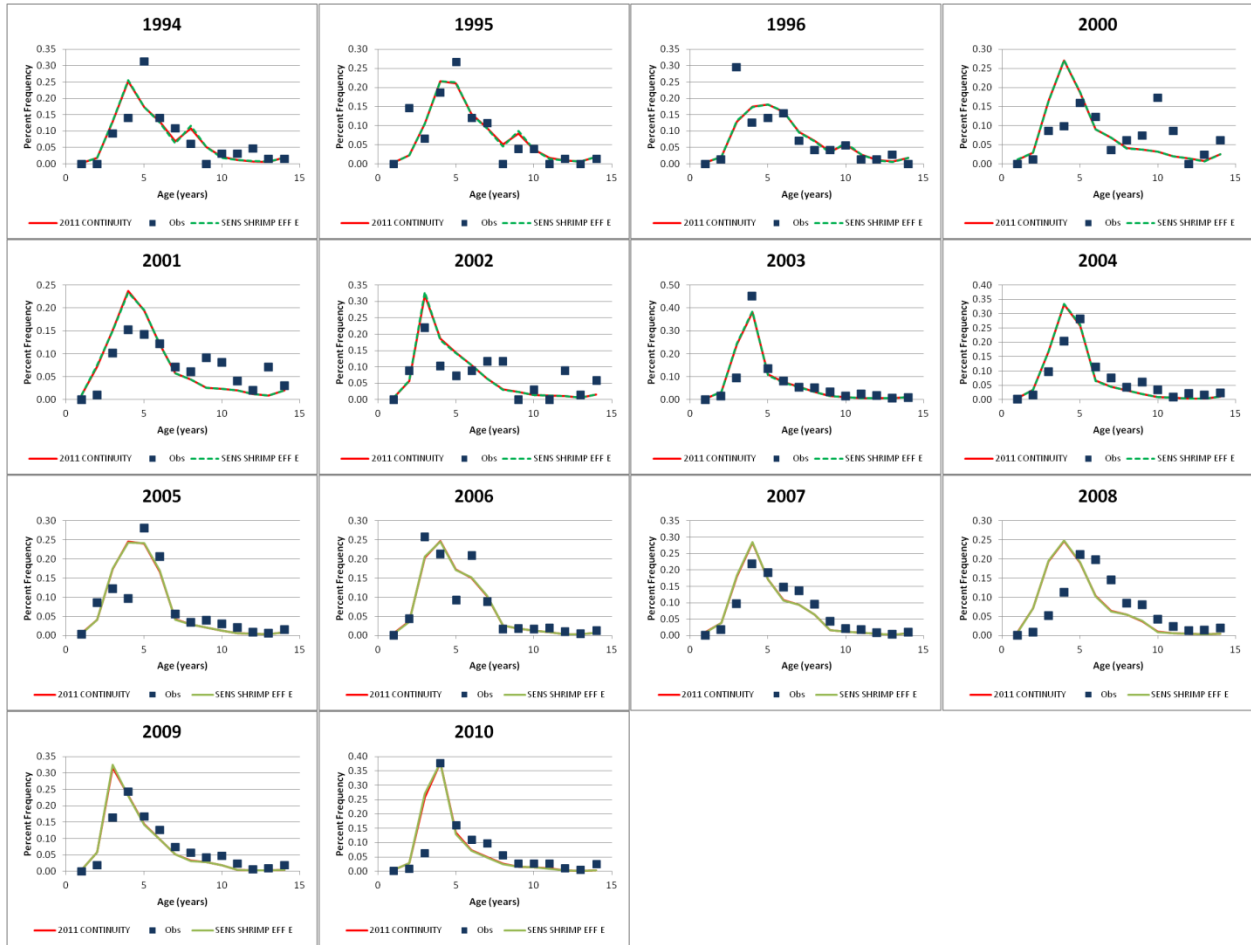 1994
Percent Frequency
0.35
0.30
0.25
0.20
0.15
0.10
0.05
0.00
0 5 10 15
Age (years)
2011 CONTINUITY Obs SENS SHRIMP EFF E
1995
Percent Frequency
0.30
0.25
0.20
0.15
0.10
0.05
0.00
0 5 10 15
Age (years)
2011 CONTINUITY Obs SENS SHRIMP EFF E
1996
Percent Frequency
0.35
0.30
0.25
0.20
0.15
0.10
0.05
0.00
0 5 10 15
Age (years)
2011 CONTINUITY Obs SENS SHRIMP EFF E
2000
Percent Frequency
0.30
0.25
0.20
0.15
0.10
0.05
0.00
0 5 10 15
Age (years)
2011 CONTINUITY Obs SENS SHRIMP EFF E
2001
Percent Frequency
0.25
0.20
0.15
0.10
0.05
0.00
0 5 10 15
Age (years)
2011 CONTINUITY Obs SENS SHRIMP EFF E
2002
Percent Frequency
0.35
0.30
0.25
0.20
0.15
0.10
0.05
0.00
0 5 10 15
Age (years)
2011 CONTINUITY Obs SENS SHRIMP EFF E
2003
Percent Frequency
0.50
0.40
0.30
0.20
0.10
0.00
0 5 10 15
Age (years)
2011 CONTINUITY Obs SENS SHRIMP EFF E
2004
Percent Frequency
0.40
0.35
0.30
0.25
0.20
0.15
0.10
0.05
0.00
0 5 10 15
Age (years)
2011 CONTINUITY Obs SENS SHRIMP EFF E
2005
Percent Frequency
0.30
0.25
0.20
0.15
0.10
0.05
0.00
0 5 10 15
Age (years)
2011 CONTINUITY Obs SENS SHRIMP EFF E
2006
Percent Frequency
0.30
0.25
0.20
0.15
0.10
0.05
0.00
0 5 10 15
Age (years)
2011 CONTINUITY Obs SENS SHRIMP EFF E
2007
Percent Frequency
0.35
0.30
0.25
0.20
0.15
0.10
0.05
0.00
0 5 10 15
Age (years)
2011 CONTINUITY Obs SENS SHRIMP EFF E
2008
Percent Frequency
0.30
0.25
0.20
0.15
0.10
0.05
0.00
0 5 10 15
Age (years)
2011 CONTINUITY Obs SENS SHRIMP EFF E
2009
Percent Frequency
0.35
0.30
0.25
0.20
0.15
0.10
0.05
0.00
0 5 10 15
Age (years)
2011 CONTINUITY Obs SENS SHRIMP EFF E
2010
Percent Frequency
0.40
0.35
0.30
0.25
0.20
0.15
0.10
0.05
0.00
0 5 10 15
Age (years)
2011 CONTINUITY Obs SENS SHRIMP EFF E